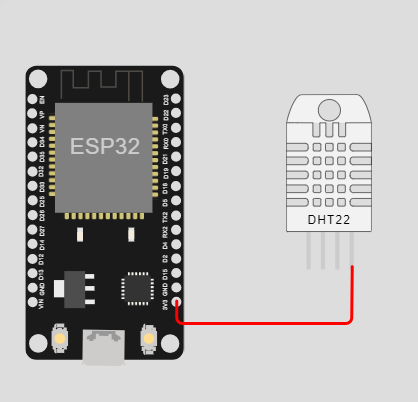 ESP32
EN
VP
VN
D34
D35
D32
D33
D25
D26
D27
D14
D12
D13
GND
VIN
D23
D22
TX0
RX0
D21
D19
D18
D5
TX2
RX2
D4
D2
D15
GND
3V3
DHT22